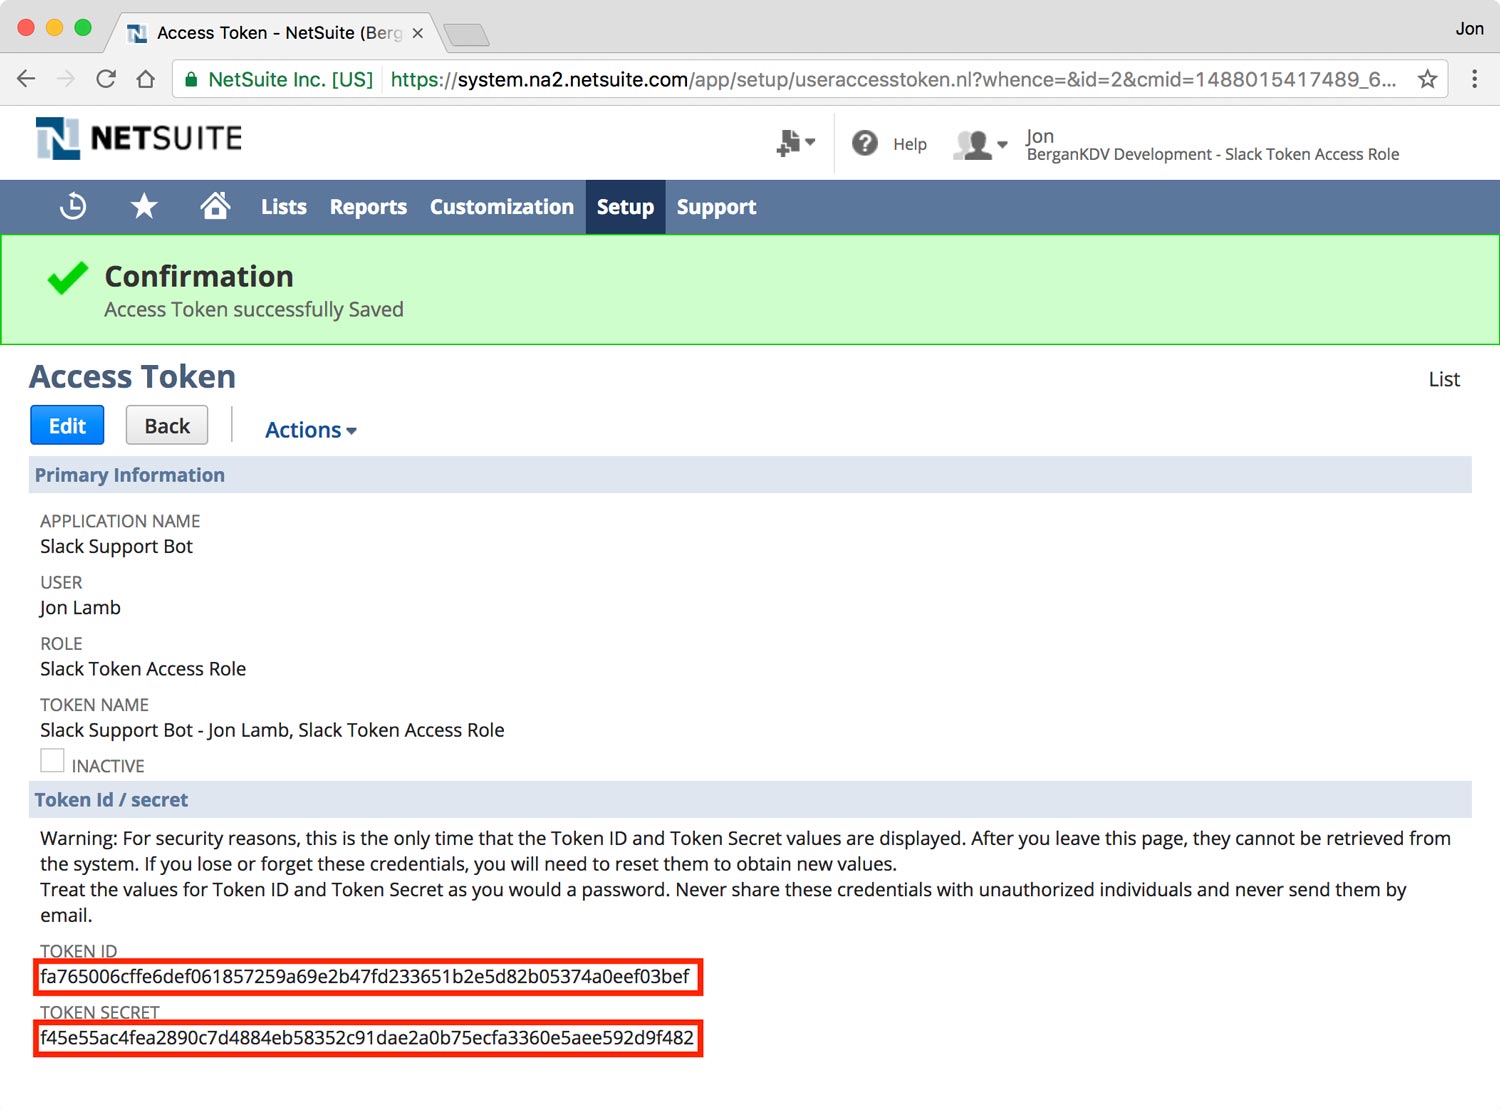 Access Token - NetSuite (Berg
Jon
NetSuite Inc. [US]
https://system.na2.netsuite.com/app/setup/useraccesstoken.nl?whence=&id=2&cmid=1488015417489_6...
NETSUITE
Help
Jon
BerganKDV Development - Slack Token Access Role
Lists Reports Customization Setup Support
Confirmation
Access Token successfully Saved
Access Token
List
Edit Back Actions
Primary Information
APPLICATION NAME
Slack Support Bot
USER
Jon Lamb
ROLE
Slack Token Access Role
TOKEN NAME
Slack Support Bot - Jon Lamb, Slack Token Access Role
INACTIVE
Token Id / secret
Warning: For security reasons, this is the only time that the Token ID and Token Secret values are displayed. After you leave this page, they cannot be retrieved from
the system. If you lose or forget these credentials, you will need to reset them to obtain new values.
Treat the values for Token ID and Token Secret as you would a password. Never share these credentials with unauthorized individuals and never send them by
email.
TOKEN ID
fa765006cffe6def061857259a69e2b47fd233651b2e5d82b05374a0eef03bef
TOKEN SECRET
f45e55ac4fea2890c7d4884eb58352c91dae2a0b75ecfa3360e5aee592d9f482